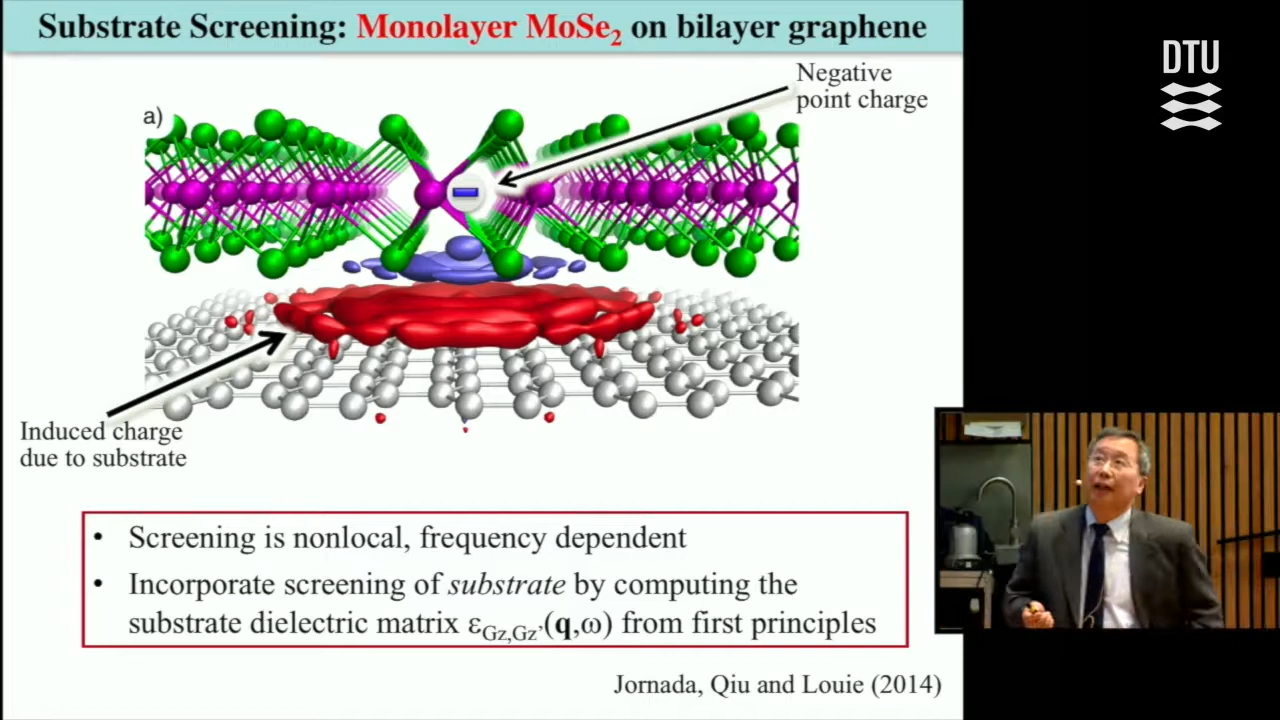 Substrate Screening: Monolayer MoSe₂ on bilayer graphene
DTU
Negative
point charge
a)
Induced charge
due to substrate
• Screening is nonlocal, frequency dependent
• Incorporate screening of substrate by computing the
substrate dielectric matrix ε_Gz,Gz'(q,ω) from first principles
Jornada, Qiu and Louie (2014)